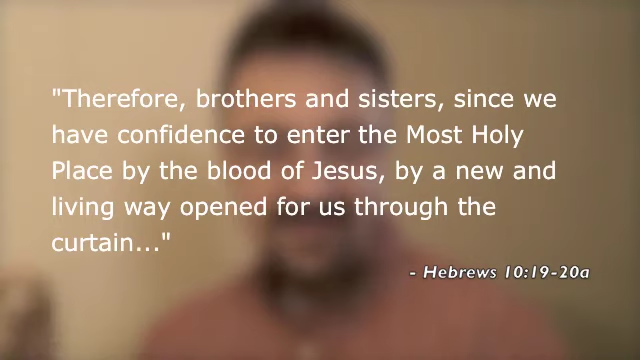 "Therefore, brothers and sisters, since we
have confidence to enter the Most Holy
Place by the blood of Jesus, by a new and
living way opened for us through the
curtain..."
- Hebrews 10:19-20a